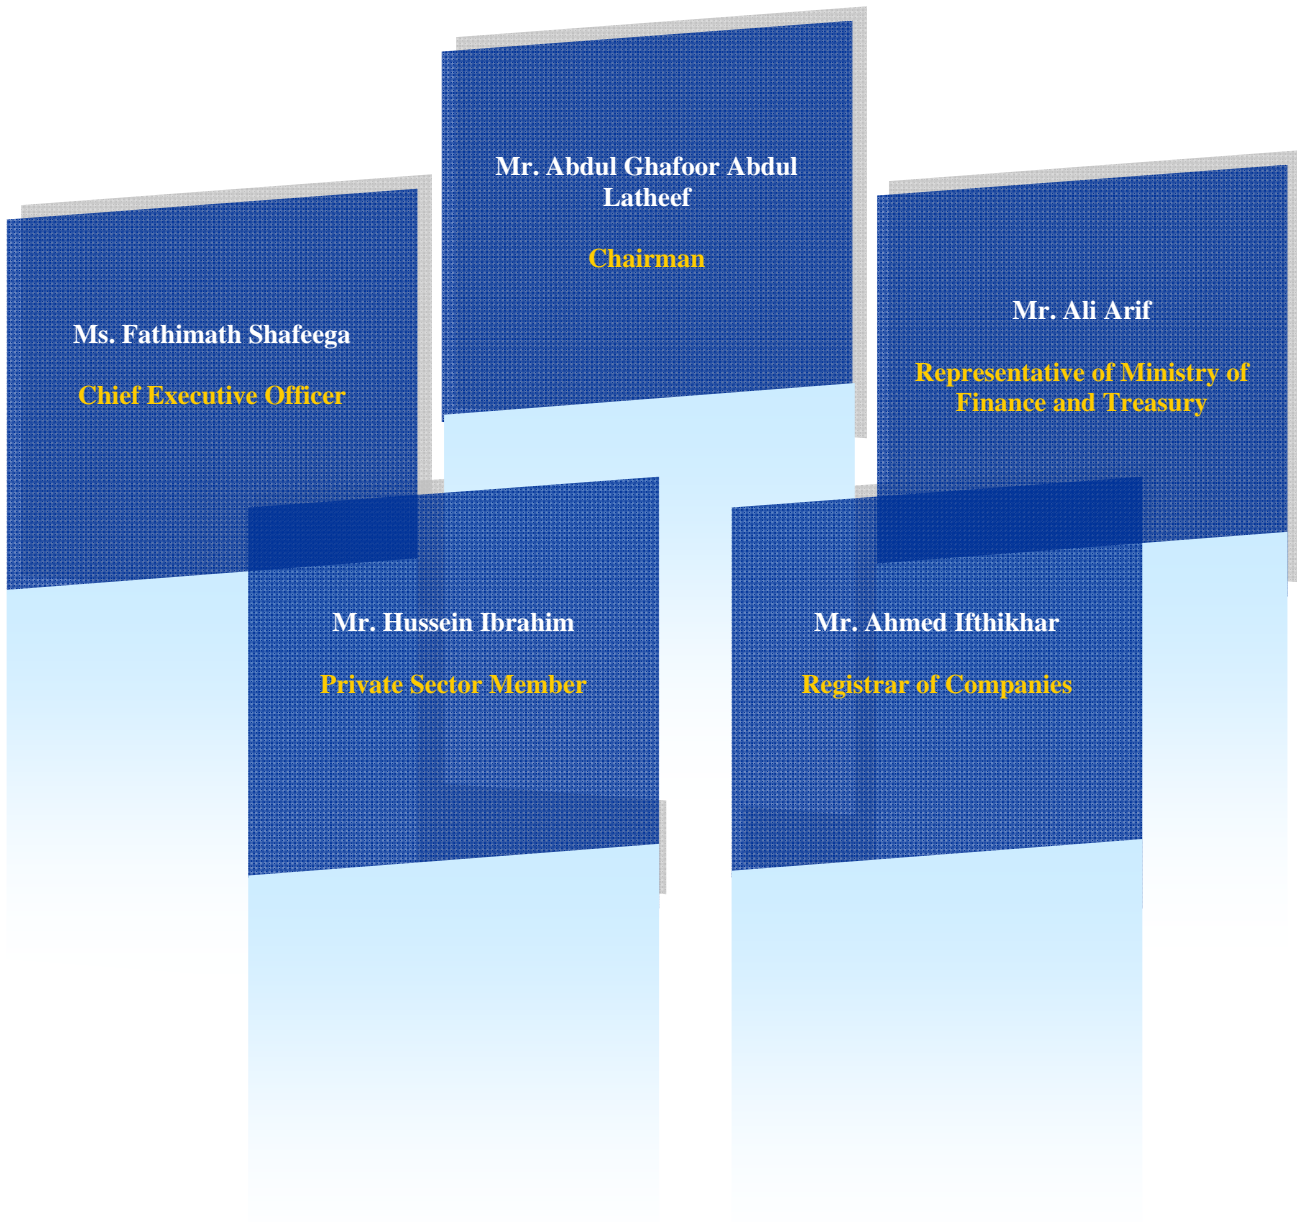 Mr. Abdul Ghafoor Abdul
Latheef
Chairman
Ms. Fathimath Shafeega
Chief Executive Officer
Mr. Ali Arif
Representative of Ministry of
Finance and Treasury
Mr. Hussein Ibrahim
Private Sector Member
Mr. Ahmed Ifthikhar
Registrar of Companies